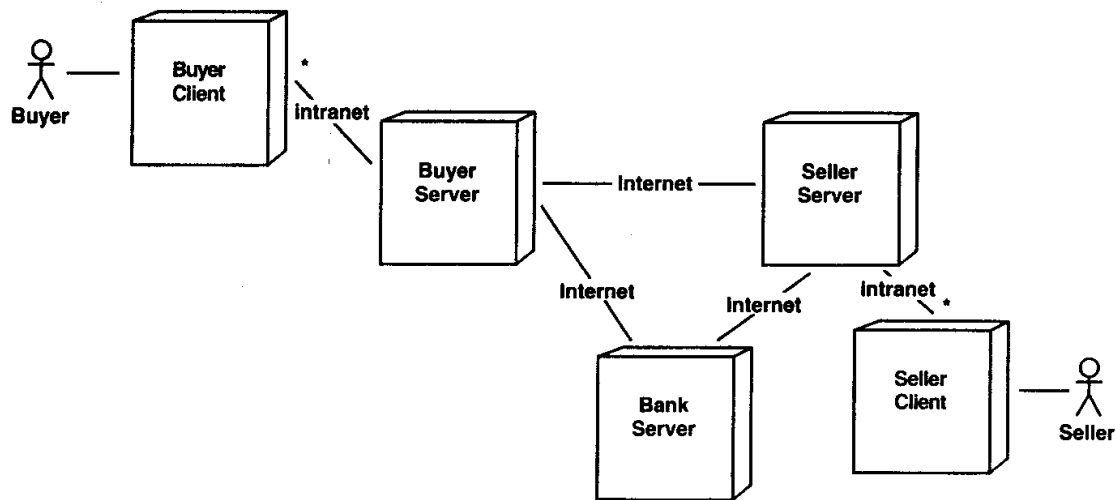 Buyer
Client
*
intranet
Buyer
Buyer
Server
Internet
Seller
Server
Internet
Internet
intranet
*
Bank
Server
Seller
Client
Seller